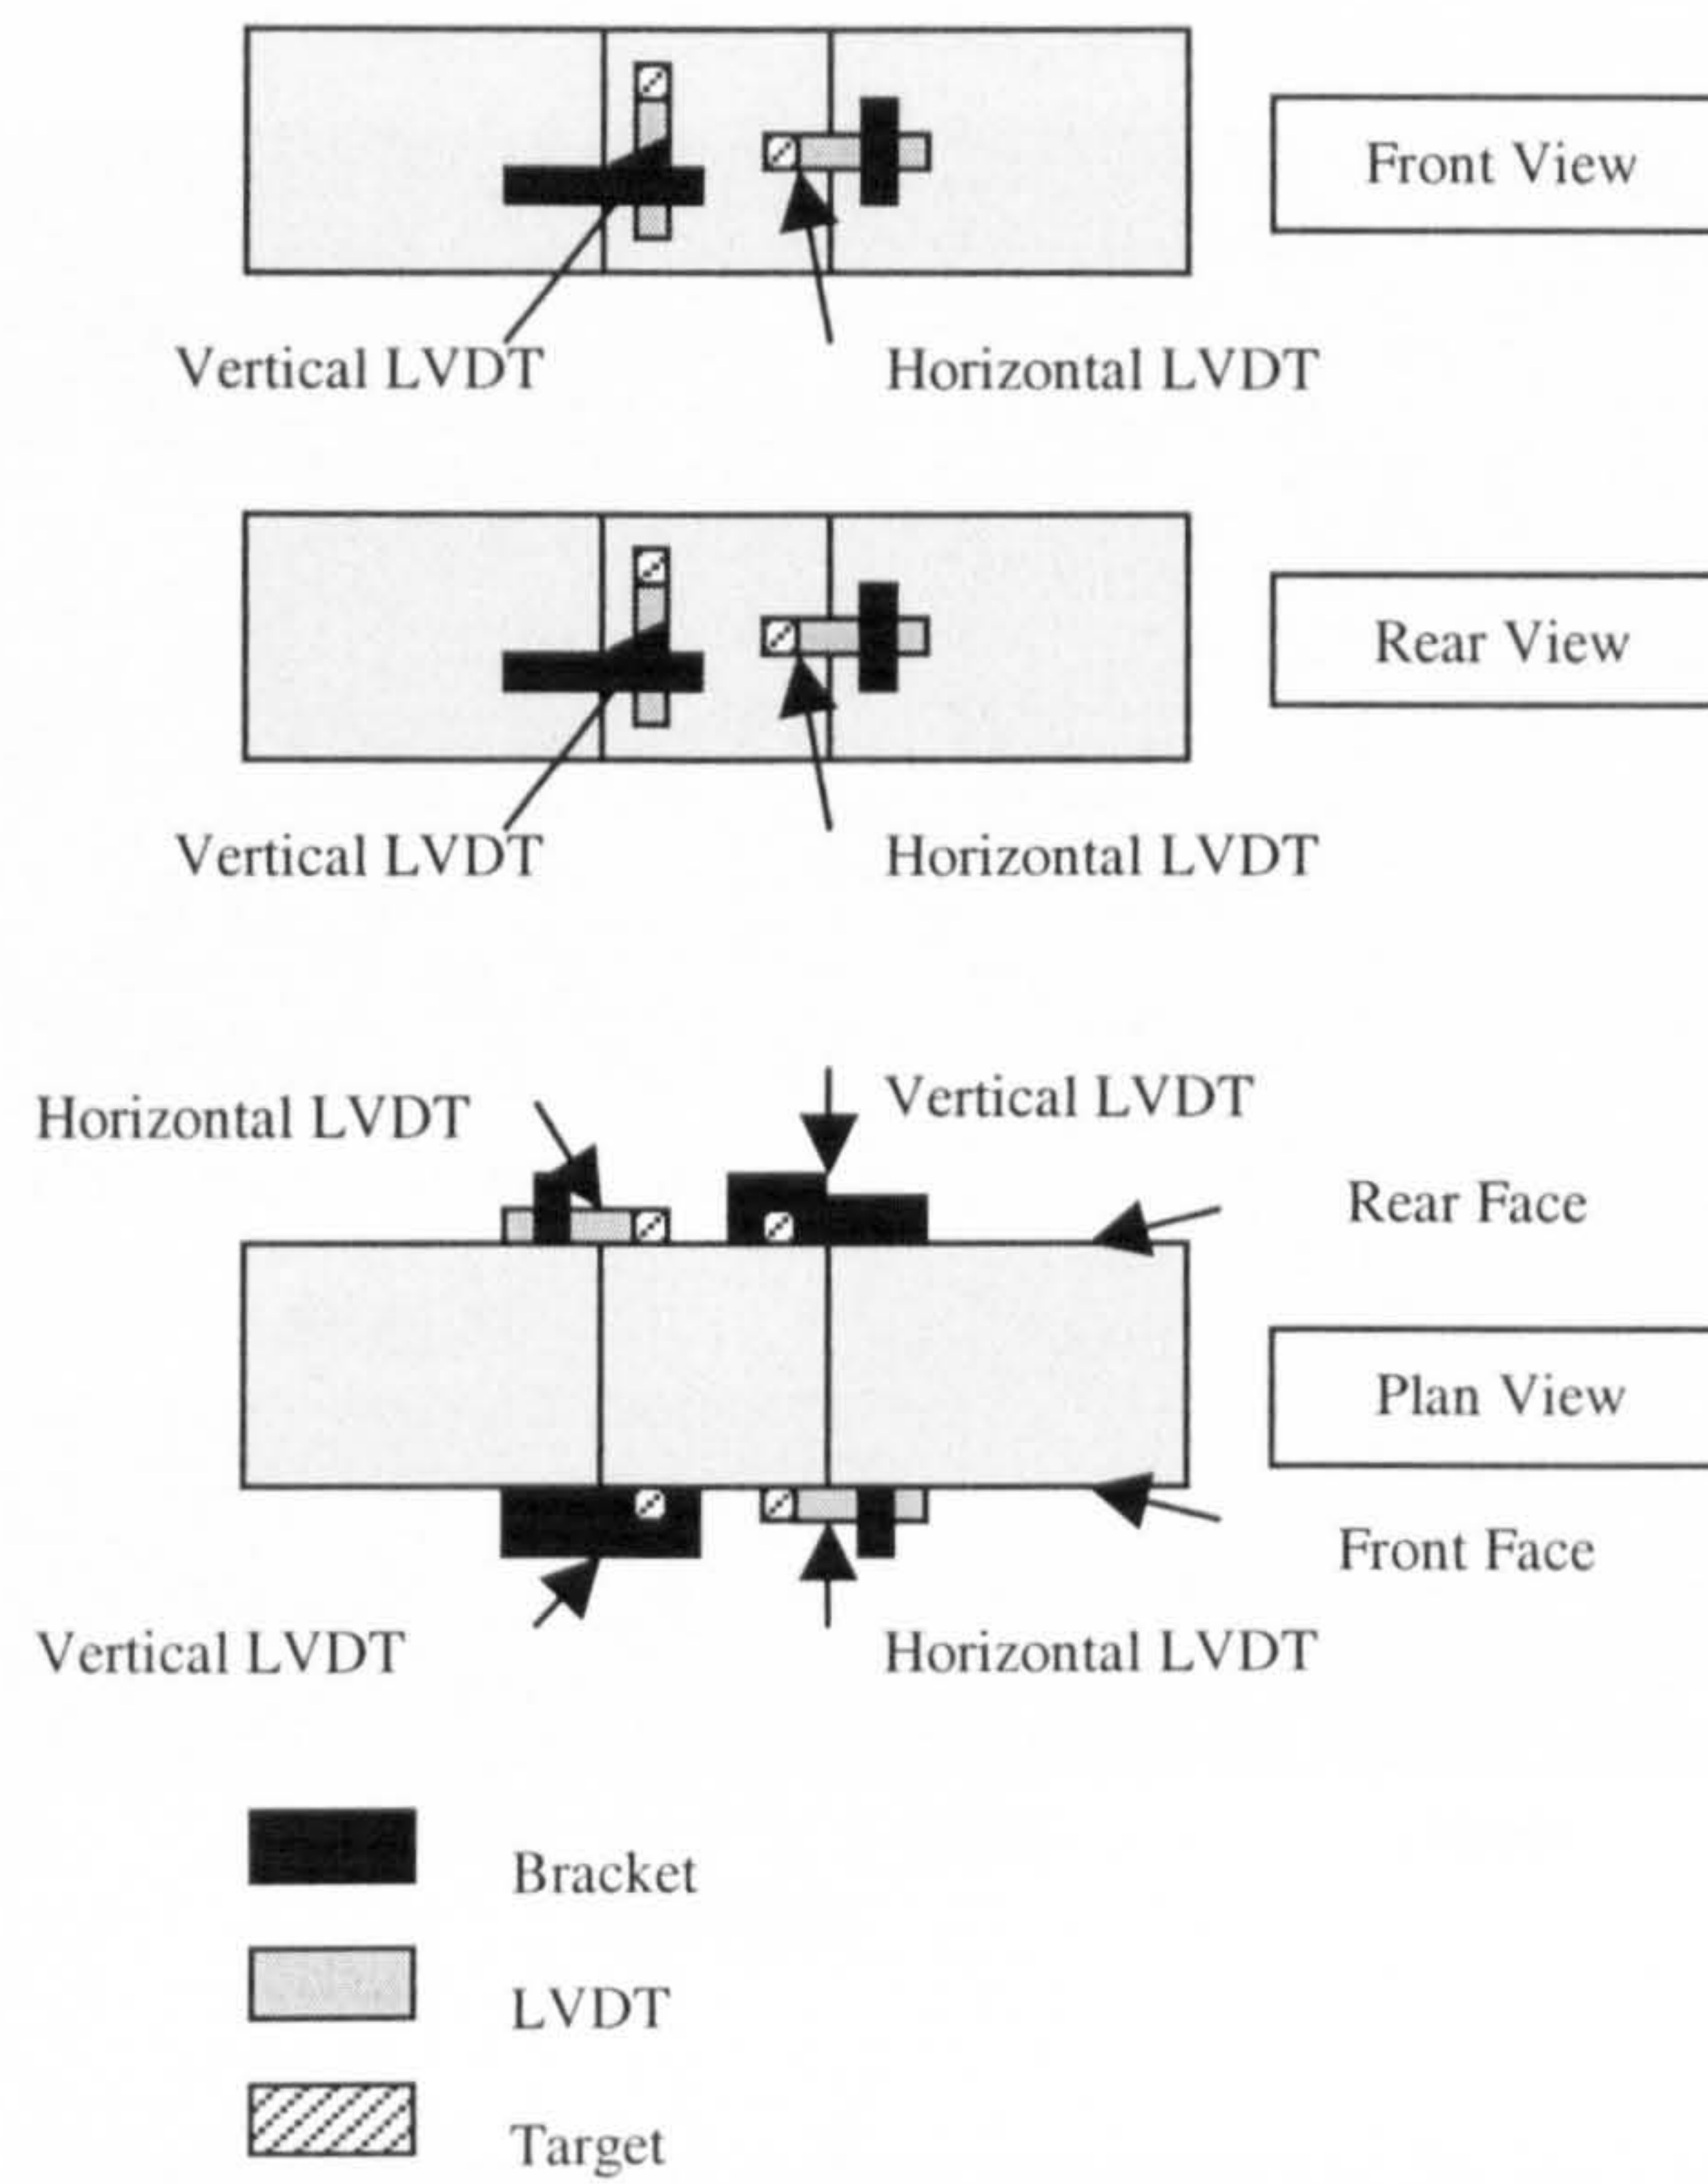 Front View
Vertical LVDT
Horizontal LVDT
Rear View
Vertical LVDT
Horizontal LVDT
Horizontal LVDT
Vertical LVDT
Rear Face
Plan View
Front Face
Vertical LVDT
Horizontal LVDT
Bracket
LVDT
Target